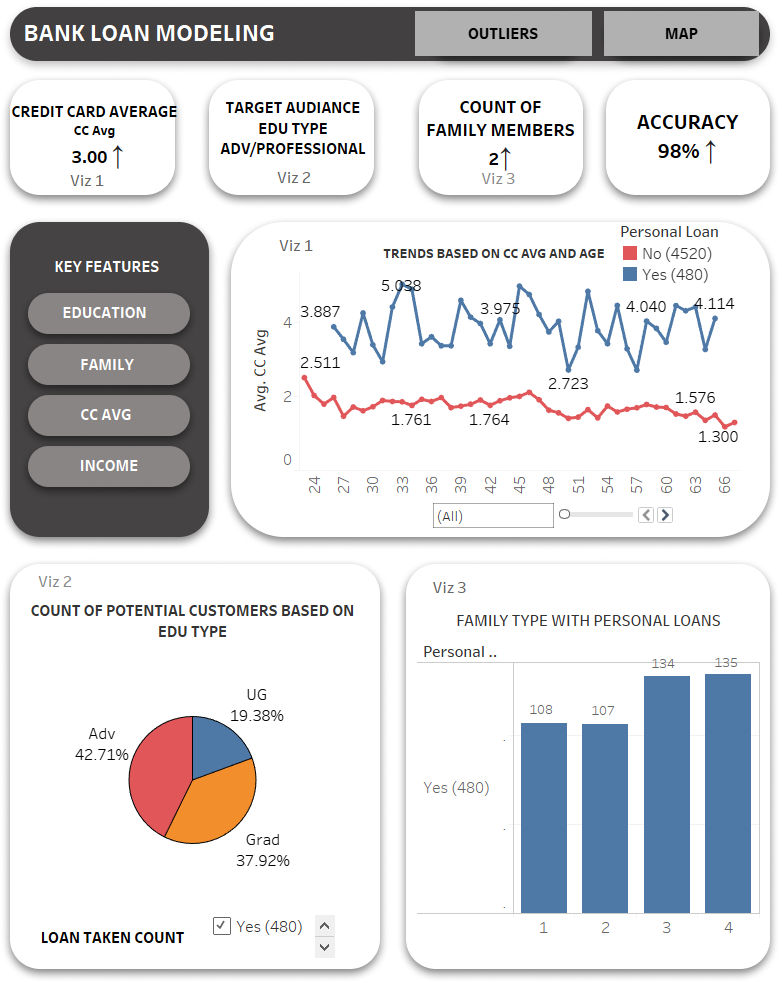 BANK LOAN MODELING
OUTLIERS
MAP
CREDIT CARD AVERAGE
CC Avg
3.00 ↑
Viz 1
TARGET AUDIANCE
EDU TYPE
ADV/PROFESSIONAL
Viz 2
COUNT OF
FAMILY MEMBERS
2↑
Viz 3
ACCURACY
98% ↑
KEY FEATURES
EDUCATION
FAMILY
CC AVG
INCOME
Viz 1
TRENDS BASED ON CC AVG AND AGE
Personal Loan
No (4520)
Yes (480)
Avg. CC Avg
4
2
0
3.887
5.038
3.975
4.040
4.114
2.511
2.723
1.761
1.764
1.576
1.300
24 27 30 33 36 39 42 45 48 51 54 57 60 63 66
(All)
Viz 2
COUNT OF POTENTIAL CUSTOMERS BASED ON
EDU TYPE
UG
19.38%
Adv
42.71%
Grad
37.92%
LOAN TAKEN COUNT
Yes (480)
Viz 3
FAMILY TYPE WITH PERSONAL LOANS
Personal ..
Yes (480)
108 107 134 135
1 2 3 4